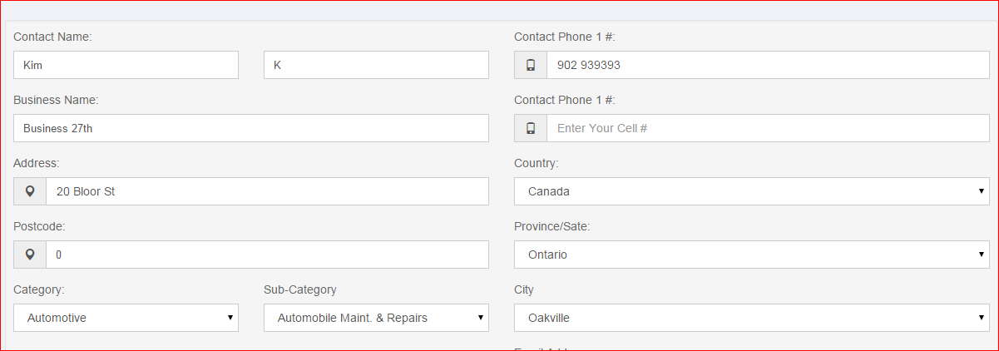 Contact Name:
Kim
K
Business Name:
Business 27th
Address:
20 Bloor St
Postcode:
0
Category:
Automotive
Sub-Category
Automobile Maint. & Repairs
Contact Phone 1 #:
902 939393
Contact Phone 1 #:
Enter Your Cell #
Country:
Canada
Province/Sate:
Ontario
City
Oakville